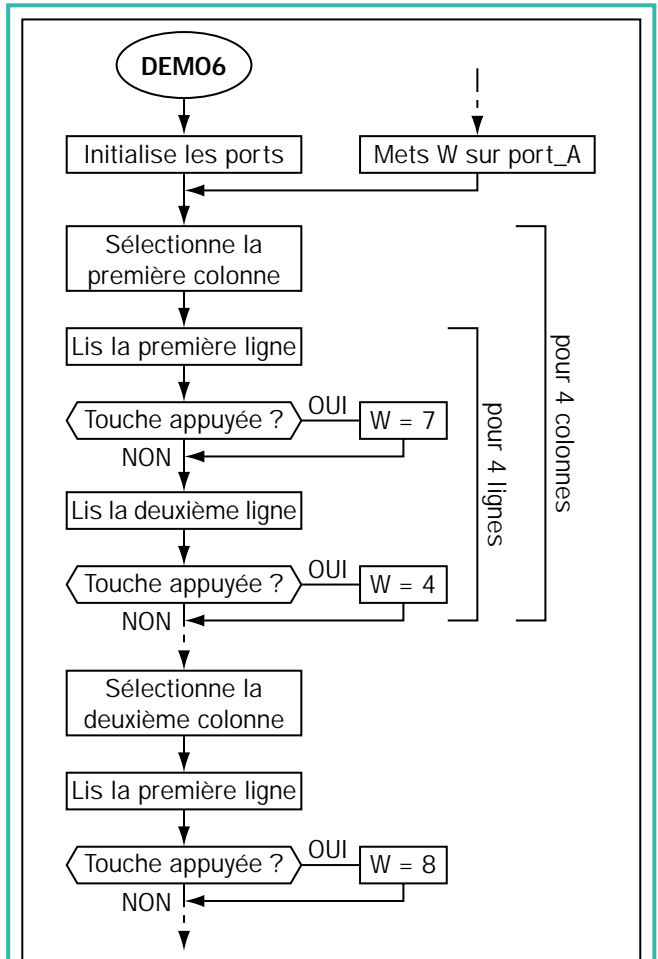 DEMO6
Initialise les ports
Mets W sur port_A
Sélectionne la
première colonne
Lis la première ligne
Touche appuyée ?
OUI
W = 7
NON
Lis la deuxième ligne
Touche appuyée ?
OUI
W = 4
NON
pour 4 lignes
pour 4 colonnes
Sélectionne la
deuxième colonne
Lis la première ligne
Touche appuyée ?
OUI
W = 8
NON